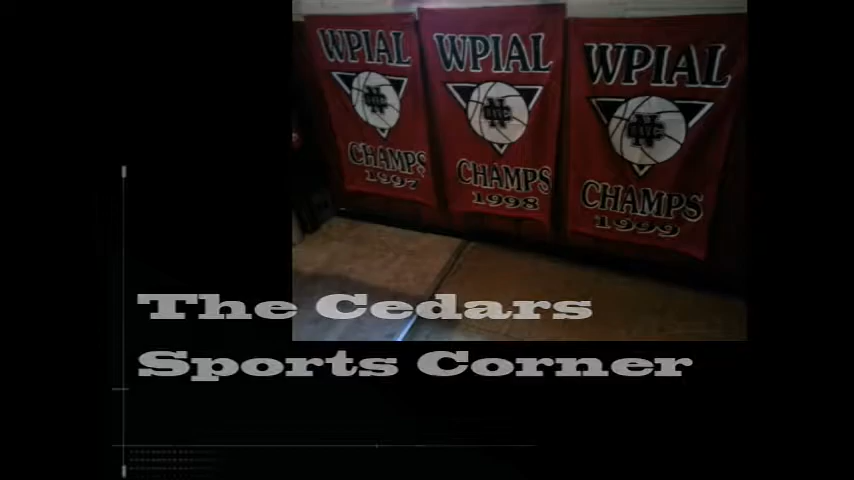 WPIAL
CHAMPS
1997
WPIAL
CHAMPS
1998
WPIAL
CHAMPS
1999
The Cedars
Sports Corner